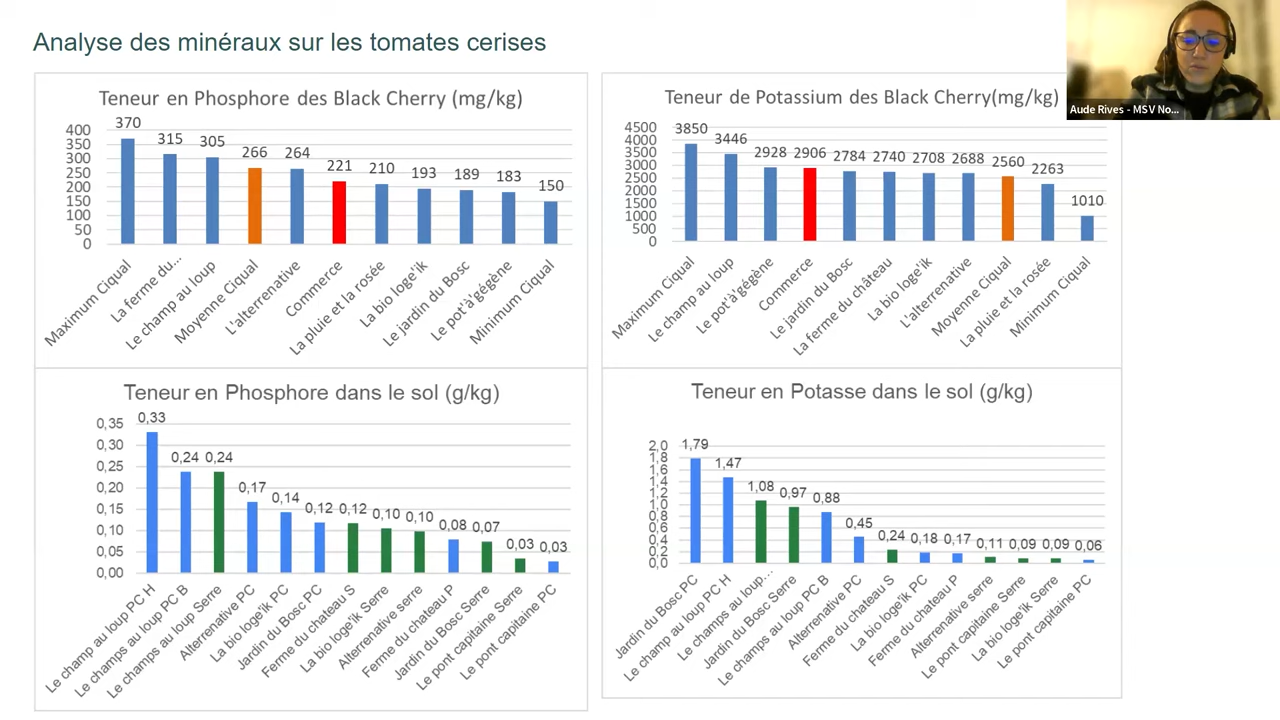 Analyse des minéraux sur les tomates cerises
Aude Rives - MSV No...
Teneur en Phosphore des Black Cherry (mg/kg)
400
350
300
250
200
150
100
50
0
370
315
305
266
264
221
210
193
189
183
150
Maximum Ciqual
La ferme du...
Le champ au loup
Moyenne Ciqual
L'alterrenative
Commerce
La pluie et la rosée
La bio loge'ik
Le jardin du Bosc
Le pot'à'gégène
Minimum Ciqual
Teneur de Potassium des Black Cherry(mg/kg)
4500
4000
3500
3000
2500
2000
1500
1000
500
0
3850
3446
2928
2906
2784
2740
2708
2688
2560
2263
1010
Maximum Ciqual
Le champ au loup
Le pot'à'gégène
Commerce
Le jardin du Bosc
La ferme du château
La bio loge'ik
L'alterrenative
Moyenne Ciqual
La pluie et la rosée
Minimum Ciqual
Teneur en Phosphore dans le sol (g/kg)
0,35
0,30
0,25
0,20
0,15
0,10
0,05
0,00
0,33
0,24
0,24
0,17
0,14
0,12
0,12
0,10
0,10
0,08
0,07
0,03
0,03
Le champ au loup PC H
Le champs au loup PC B
Le champs au loup Serre
Alterrenative PC
La bio loge'ik PC
Jardin du Bosc PC
Ferme du chateau S
La bio loge'ik Serre
Alterrenative serre
Ferme du chateau P
Jardin du Bosc Serre
Le pont capitaine Serre
Le pont capitaine PC
Teneur en Potasse dans le sol (g/kg)
2,0
1,8
1,6
1,4
1,2
1,0
0,8
0,6
0,4
0,2
0,0
1,79
1,47
1,08
0,97
0,88
0,45
0,24
0,18
0,17
0,11
0,09
0,09
0,06
Jardin du Bosc PC
Le champ au loup PC H
Le champs au loup...
Jardin du Bosc Serre
Le champs au loup PC B
Alterrenative PC
Ferme du chateau S
La bio loge'ik PC
Ferme du chateau P
Alterrenative serre
Le pont capitaine Serre
La bio loge'ik Serre
Le pont capitaine PC